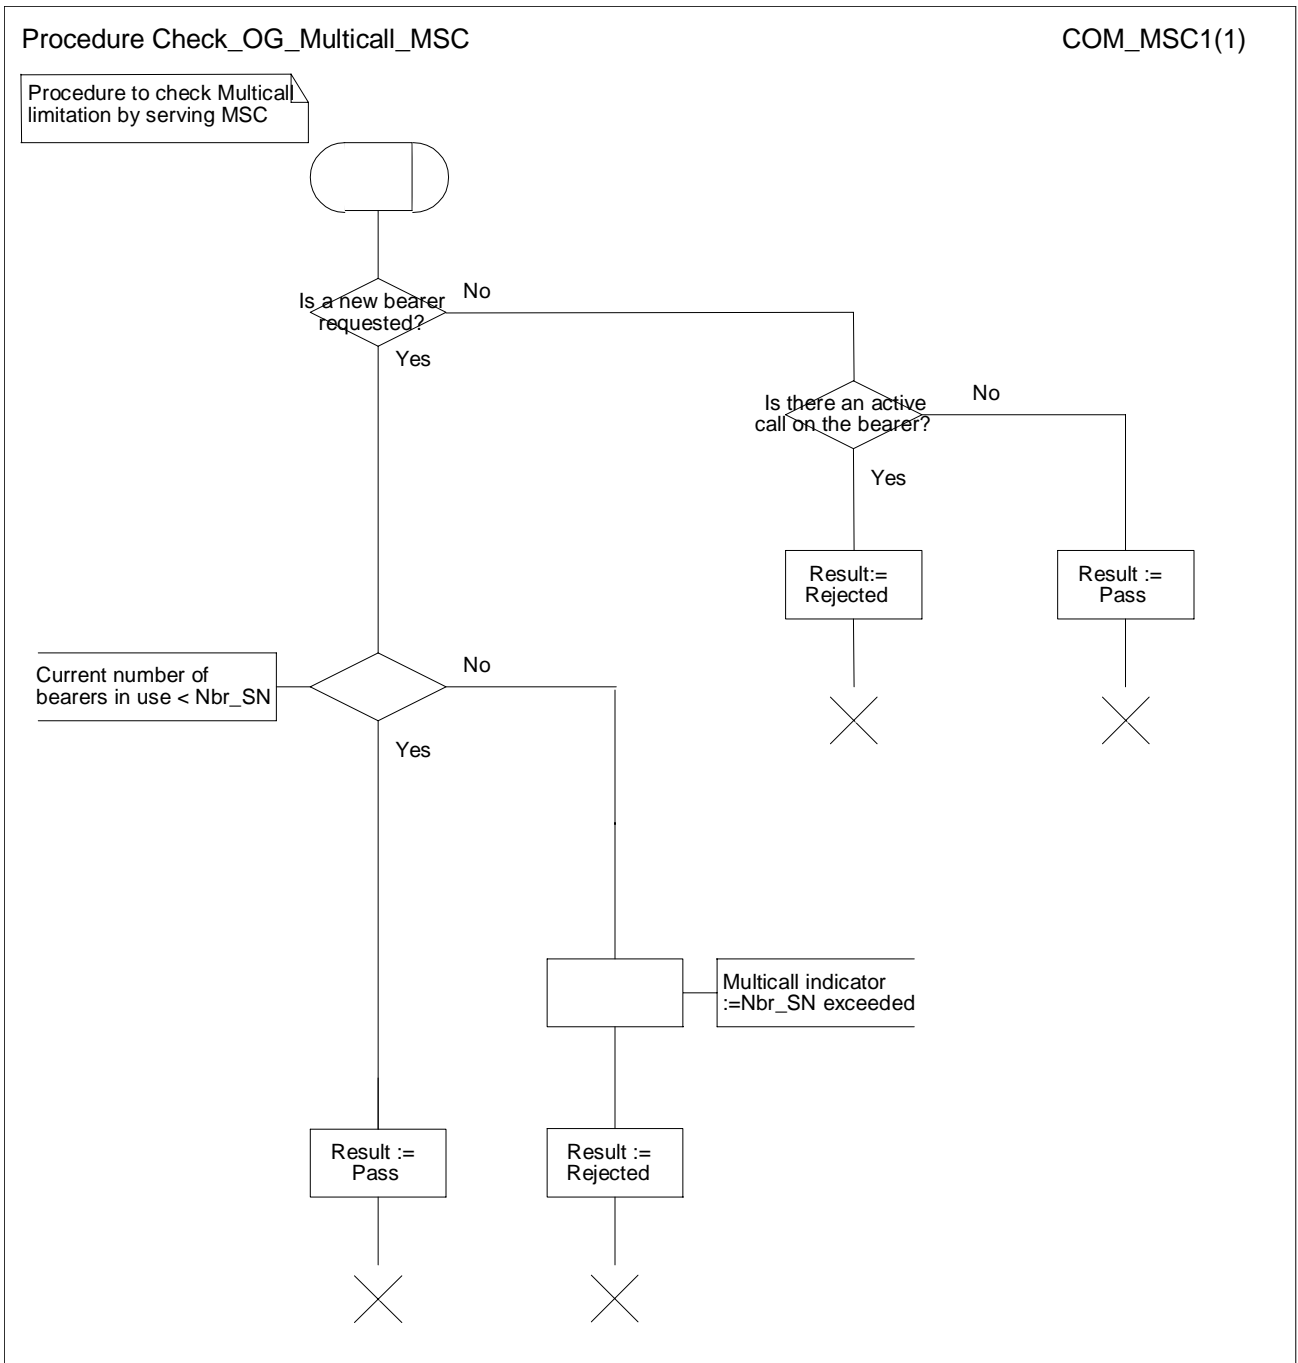 Procedure Check_OG_Multicall_MSC
COM_MSC1(1)
Procedure to check Multicall
limitation by serving MSC
Is a new bearer
requested?
No
Yes
Is there an active
call on the bearer?
No
Yes
Result:=
Rejected
Result :=
Pass
Current number of
bearers in use < Nbr_SN
No
Yes
Multicall indicator
:=Nbr_SN exceeded
Result :=
Pass
Result :=
Rejected